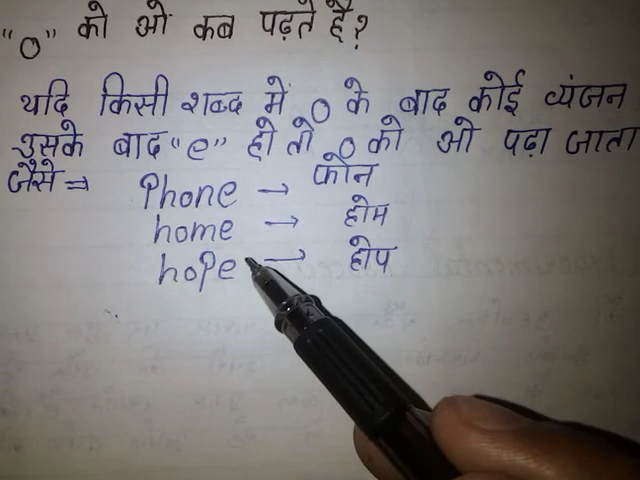 "o" को ओ कब पढ़ते हैं?
यदि किसी शब्द में o के बाद कोई व्यंजन
उसके बाद "e" हो तो o को ओ पढ़ा जाता
जैसे ⇒ Phone → फोन
home → होम
hope → होप